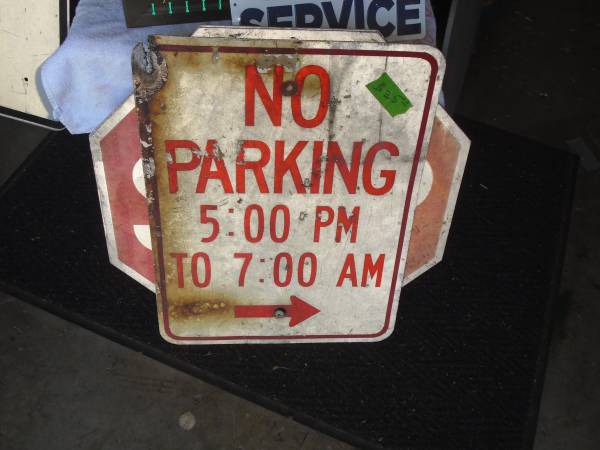 SERVICE
NO
PARKING
5:00 PM
TO 7:00 AM